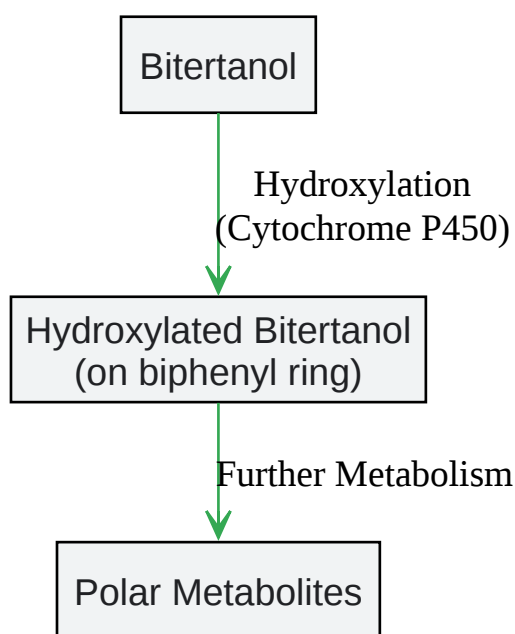 Bitertanol
Hydroxylation
(Cytochrome P450)
Hydroxylated Bitertanol
(on biphenyl ring)
Further Metabolism
Polar Metabolites